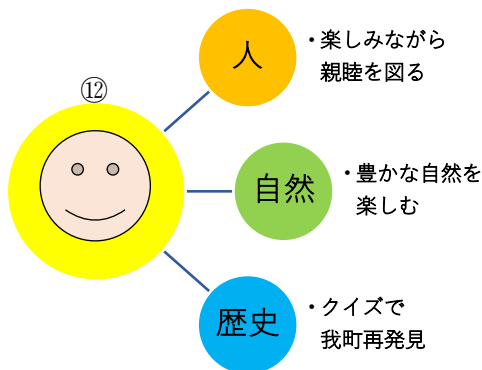 ⑫
人
・楽しみながら
親睦を図る
自然
・豊かな自然を
楽しむ
歴史
・クイズで
我町再発見